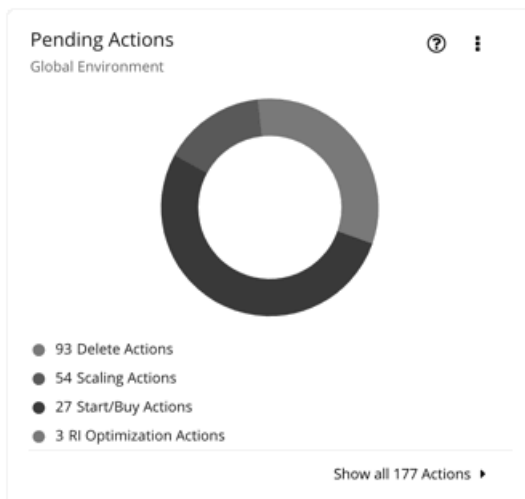 Pending Actions
Global Environment
93 Delete Actions
54 Scaling Actions
27 Start/Buy Actions
3 RI Optimization Actions
Show all 177 Actions